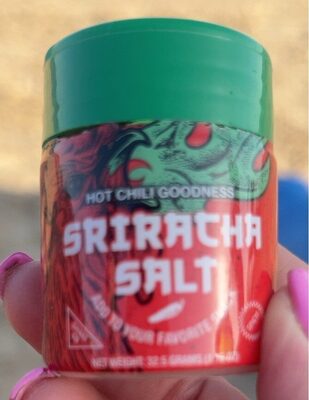 HOT CHILI GOODNESS
SRIRACHA
SALT
ADD TO YOUR FAVORITE
NET WEIGHT: 32.5 GRAMS